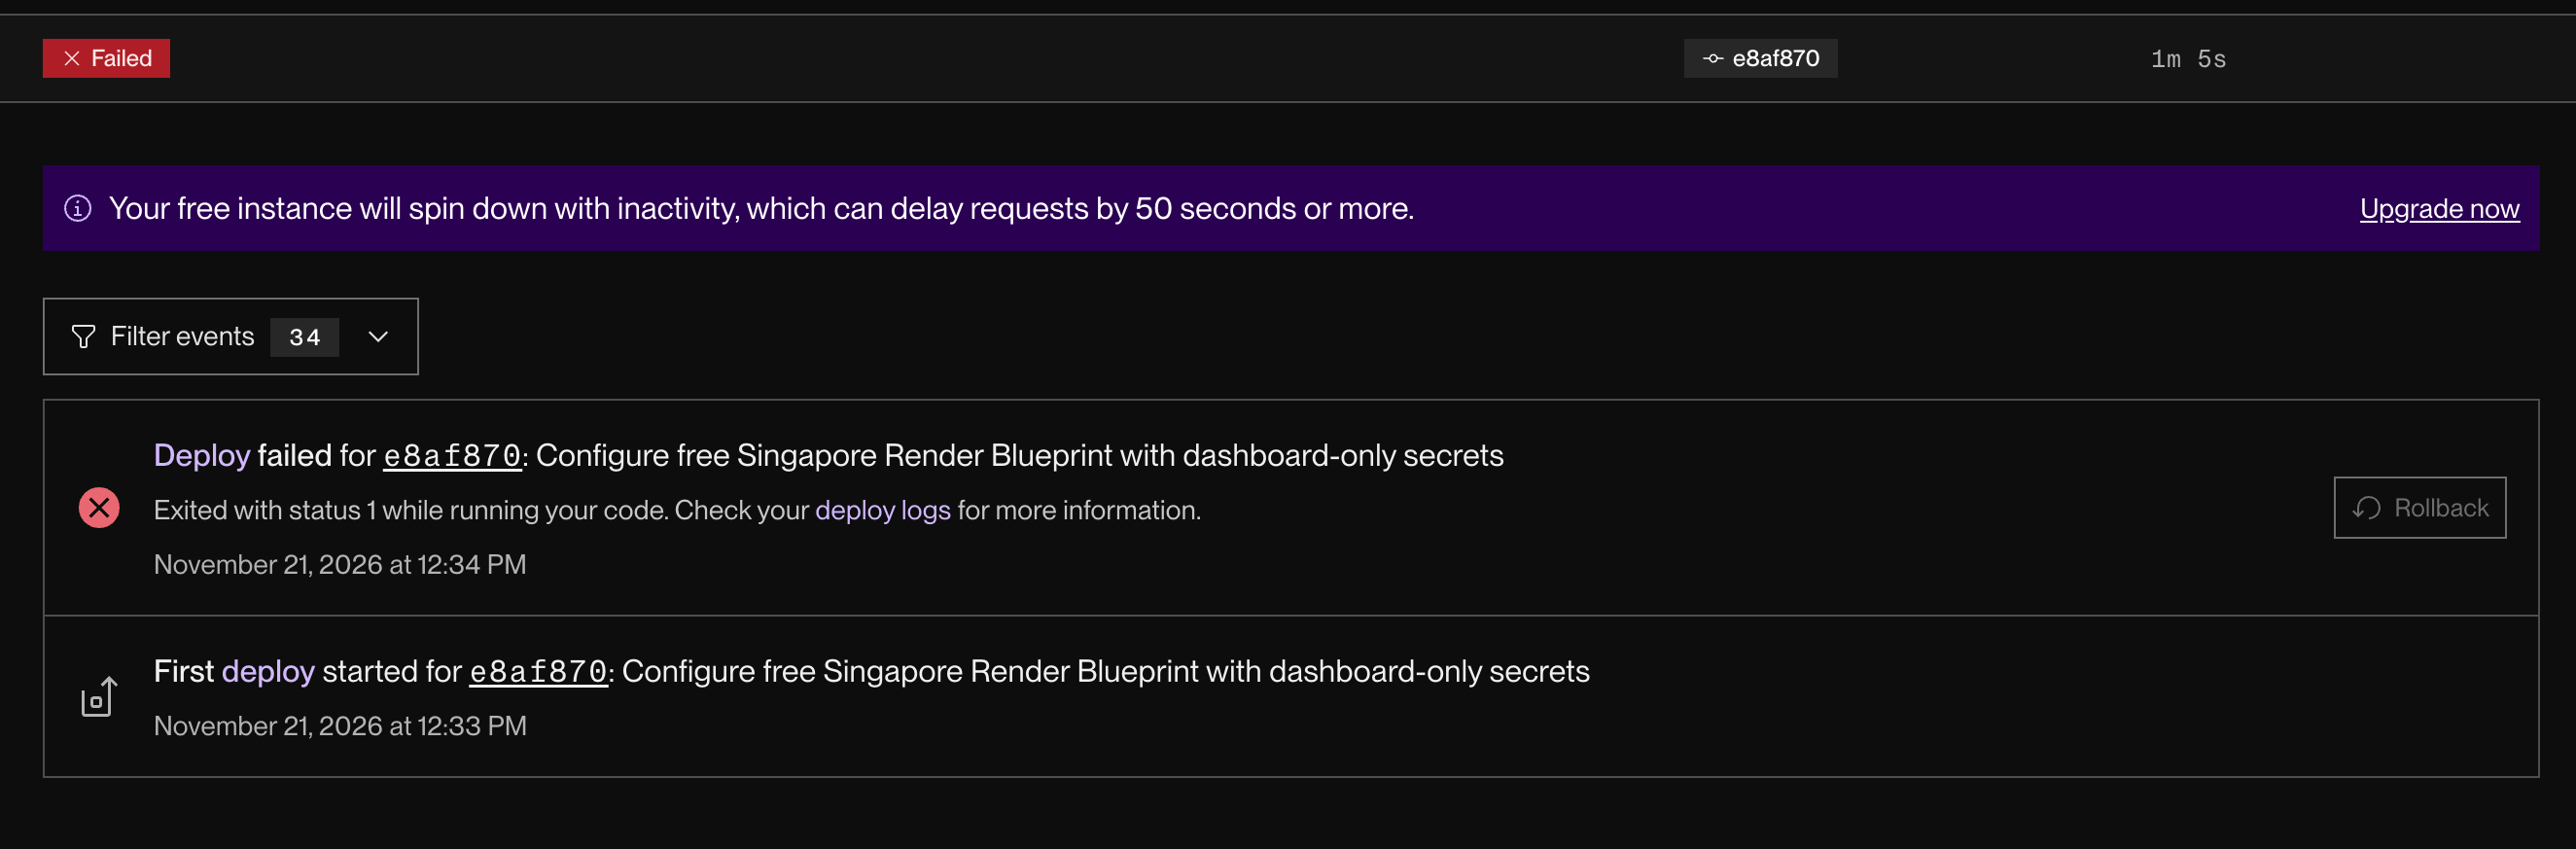 Failed
e8af870
1m 5s
Your free instance will spin down with inactivity, which can delay requests by 50 seconds or more.
Upgrade now
Filter events 34
Deploy failed for e8af870: Configure free Singapore Render Blueprint with dashboard-only secrets
Exited with status 1 while running your code. Check your deploy logs for more information.
November 21, 2026 at 12:34 PM
Rollback
First deploy started for e8af870: Configure free Singapore Render Blueprint with dashboard-only secrets
November 21, 2026 at 12:33 PM